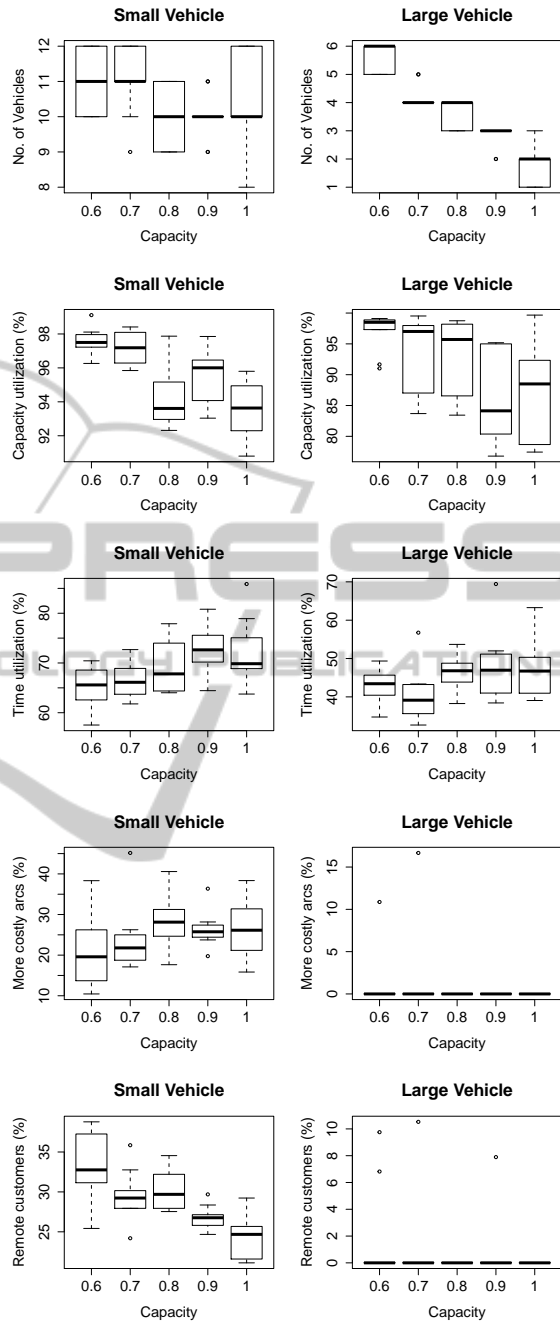 Small Vehicle Large Vehicle
No. of Vehicles
8 9 10 11 12
0.6 0.7 0.8 0.9 1
Capacity
No. of Vehicles
1 2 3 4 5 6
0.6 0.7 0.8 0.9 1
Capacity
Small Vehicle Large Vehicle
Capacity utilization (%)
92 94 96 98
0.6 0.7 0.8 0.9 1
Capacity
Capacity utilization (%)
80 85 90 95 100
0.6 0.7 0.8 0.9 1
Capacity
PRESS
Small Vehicle Large Vehicle
Time utilization (%)
60 70 80
0.6 0.7 0.8 0.9 1
Capacity
Time utilization (%)
40 50 60 70
0.6 0.7 0.8 0.9 1
Capacity
OLOGY PUBLICATIONS
Small Vehicle Large Vehicle
More costly arcs (%)
10 20 30 40
0.6 0.7 0.8 0.9 1
Capacity
More costly arcs (%)
0 5 10 15
0.6 0.7 0.8 0.9 1
Capacity
Small Vehicle Large Vehicle
Remote customers (%)
25 30 35
0.6 0.7 0.8 0.9 1
Capacity
Remote customers (%)
0 2 4 6 8 10
0.6 0.7 0.8 0.9 1
Capacity